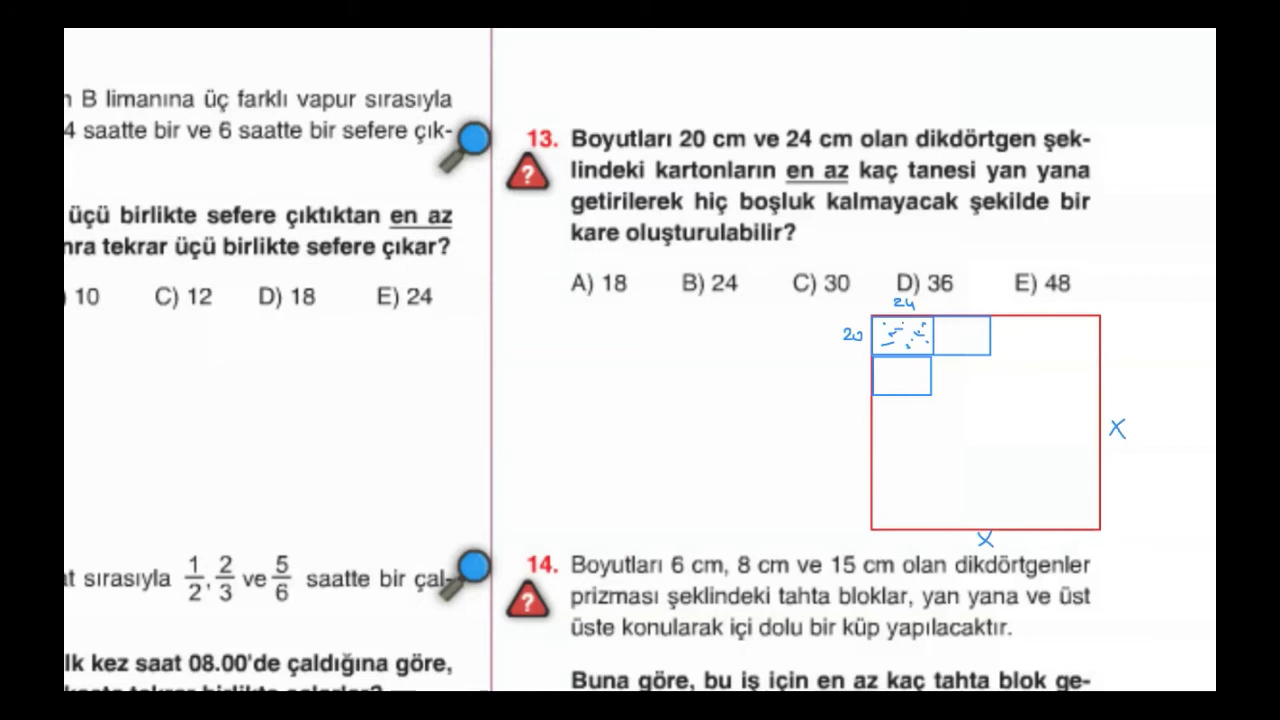 B limanına üç farklı vapur sırasıyla
4 saatte bir ve 6 saatte bir sefere çık-
üçü birlikte sefere çıktıktan en az
nra tekrar üçü birlikte sefere çıkar?
) 10 C) 12 D) 18 E) 24
at sırasıyla 1/2, 2/3 ve 5/6 saatte bir çal-
lk kez saat 08.00'de çaldığına göre,
13. Boyutları 20 cm ve 24 cm olan dikdörtgen şek-
?
lindeki kartonların en az kaç tanesi yan yana
getirilerek hiç boşluk kalmayacak şekilde bir
kare oluşturulabilir?
A) 18 B) 24 C) 30 D) 36 E) 48
24
20
X
X
14. Boyutları 6 cm, 8 cm ve 15 cm olan dikdörtgenler
?
prizması şeklindeki tahta bloklar, yan yana ve üst
üste konularak içi dolu bir küp yapılacaktır.
Buna göre, bu iş için en az kaç tahta blok ge-